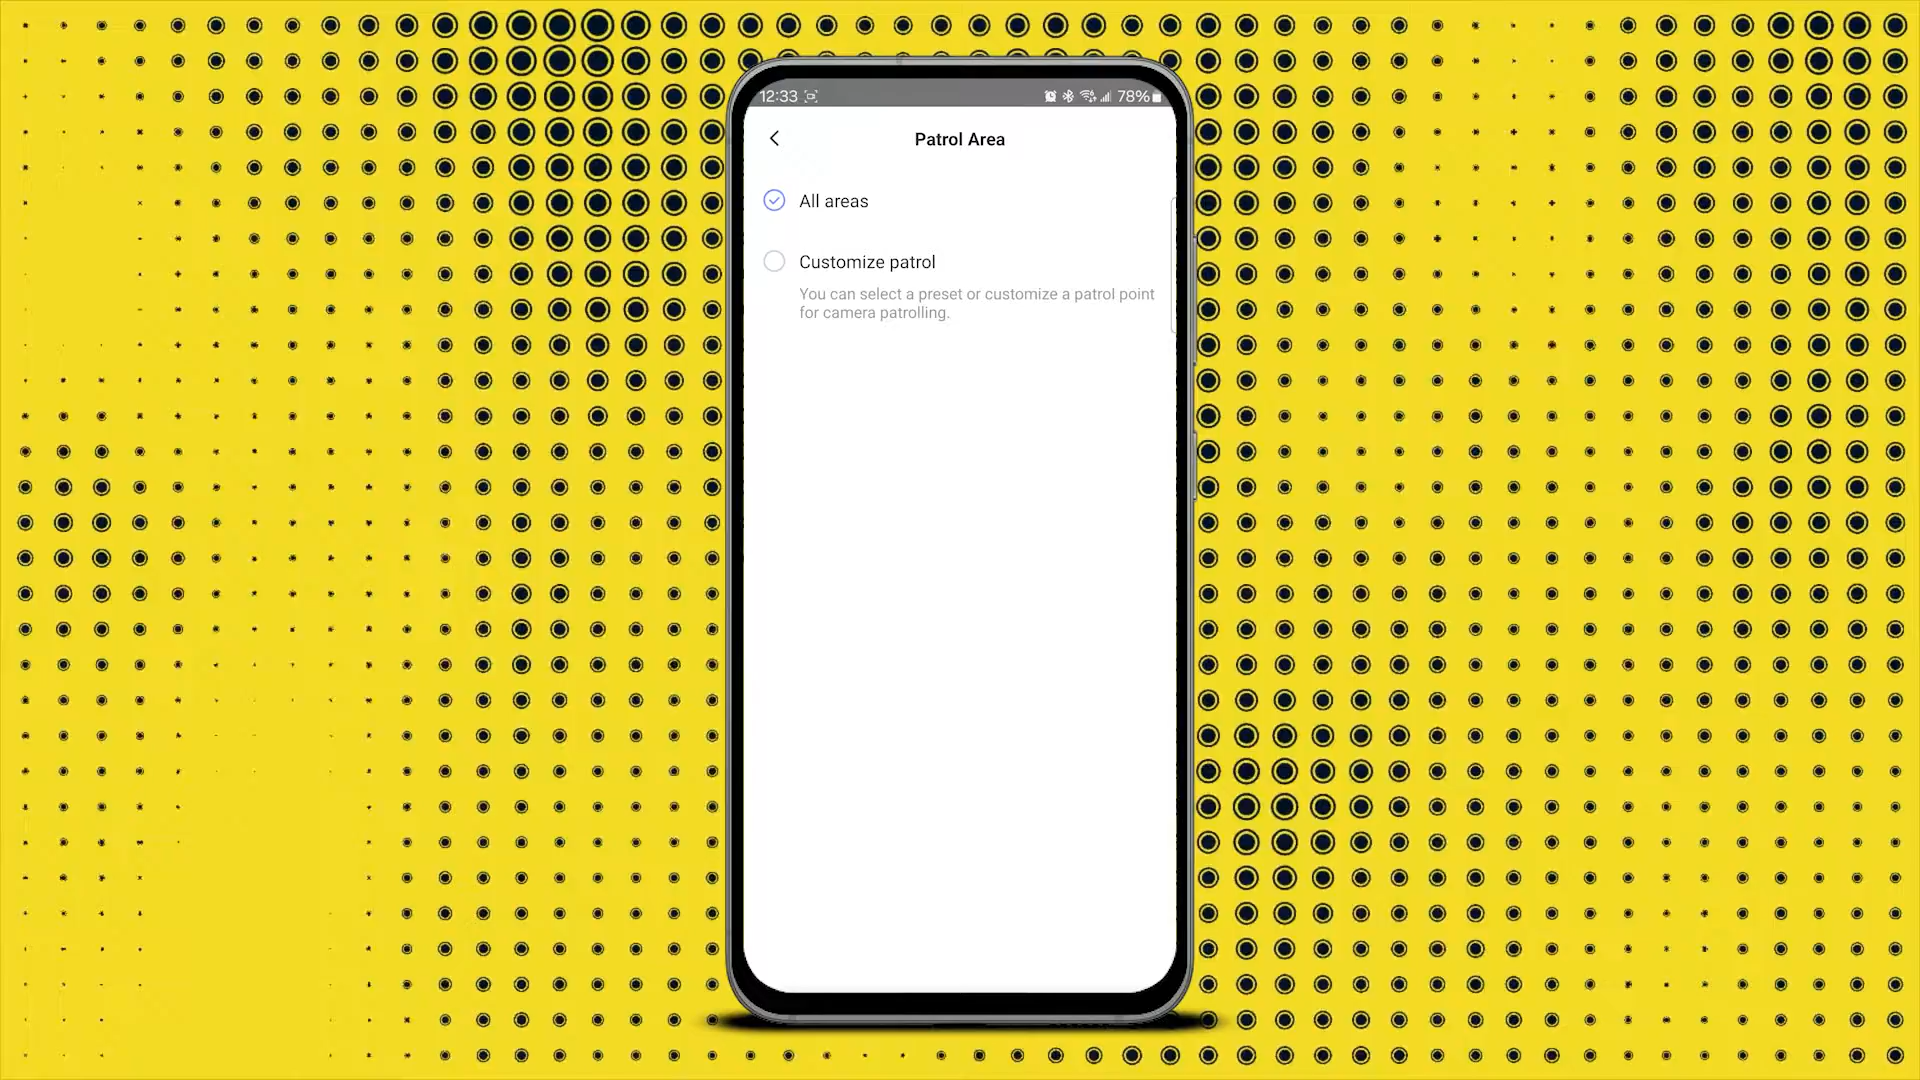 12:33 78%
Patrol Area
All areas
Customize patrol
You can select a preset or customize a patrol point
for camera patrolling.